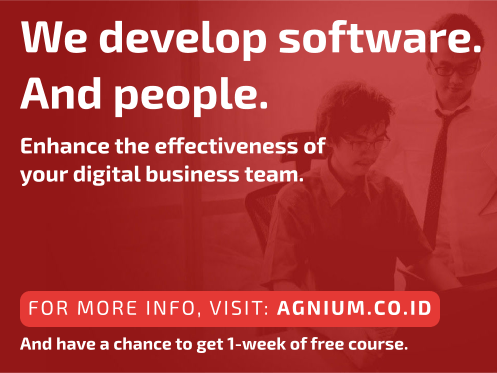 We develop software.
And people.
Enhance the effectiveness of
your digital business team.
FOR MORE INFO, VISIT: AGNIUM.CO.ID
And have a chance to get 1-week of free course.